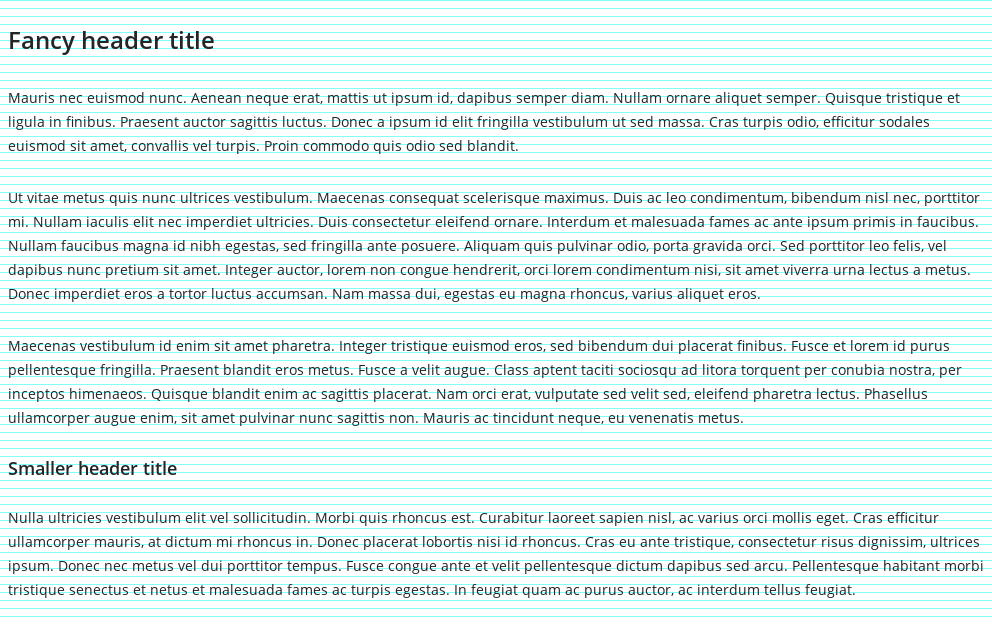 Fancy header title
Mauris nec euismod nunc. Aenean neque erat, mattis ut ipsum id, dapibus semper diam. Nullam ornare aliquet semper. Quisque tristique et
ligula in finibus. Praesent auctor sagittis luctus. Donec a ipsum id elit fringilla vestibulum ut sed massa. Cras turpis odio, efficitur sodales
euismod sit amet, convallis vel turpis. Proin commodo quis odio sed blandit.
Ut vitae metus quis nunc ultrices vestibulum. Maecenas consequat scelerisque maximus. Duis ac leo condimentum, bibendum nisl nec, porttitor
mi. Nullam iaculis elit nec imperdiet ultricies. Duis consectetur eleifend ornare. Interdum et malesuada fames ac ante ipsum primis in faucibus.
Nullam faucibus magna id nibh egestas, sed fringilla ante posuere. Aliquam quis pulvinar odio, porta gravida orci. Sed porttitor leo felis, vel
dapibus nunc pretium sit amet. Integer auctor, lorem non congue hendrerit, orci lorem condimentum nisi, sit amet viverra urna lectus a metus.
Donec imperdiet eros a tortor luctus accumsan. Nam massa dui, egestas eu magna rhoncus, varius aliquet eros.
Maecenas vestibulum id enim sit amet pharetra. Integer tristique euismod eros, sed bibendum dui placerat finibus. Fusce et lorem id purus
pellentesque fringilla. Praesent blandit eros metus. Fusce a velit augue. Class aptent taciti sociosqu ad litora torquent per conubia nostra, per
inceptos himenaeos. Quisque blandit enim ac sagittis placerat. Nam orci erat, vulputate sed velit sed, eleifend pharetra lectus. Phasellus
ullamcorper augue enim, sit amet pulvinar nunc sagittis non. Mauris ac tincidunt neque, eu venenatis metus.
Smaller header title
Nulla ultricies vestibulum elit vel sollicitudin. Morbi quis rhoncus est. Curabitur laoreet sapien nisl, ac varius orci mollis eget. Cras efficitur
ullamcorper mauris, at dictum mi rhoncus in. Donec placerat lobortis nisi id rhoncus. Cras eu ante tristique, consectetur risus dignissim, ultrices
ipsum. Donec nec metus vel dui porttitor tempus. Fusce congue ante et velit pellentesque dictum dapibus sed arcu. Pellentesque habitant morbi
tristique senectus et netus et malesuada fames ac turpis egestas. In feugiat quam ac purus auctor, ac interdum tellus feugiat.